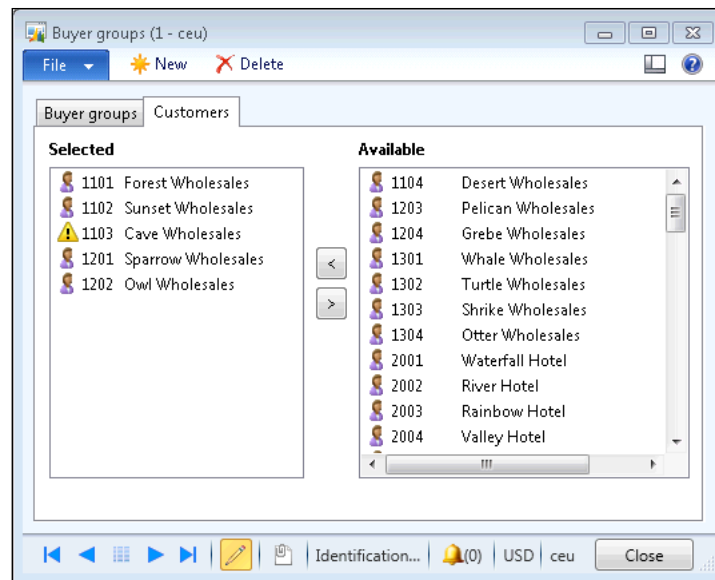 Buyer groups (1 - ceu)
File New Delete
Buyer groups Customers
Selected
1101 Forest Wholesales
1102 Sunset Wholesales
1103 Cave Wholesales
1201 Sparrow Wholesales
1202 Owl Wholesales
<
>
Available
1104 Desert Wholesales
1203 Pelican Wholesales
1204 Grebe Wholesales
1301 Whale Wholesales
1302 Turtle Wholesales
1303 Shrike Wholesales
1304 Otter Wholesales
2001 Waterfall Hotel
2002 River Hotel
2003 Rainbow Hotel
2004 Valley Hotel
Identification... (0) USD ceu Close